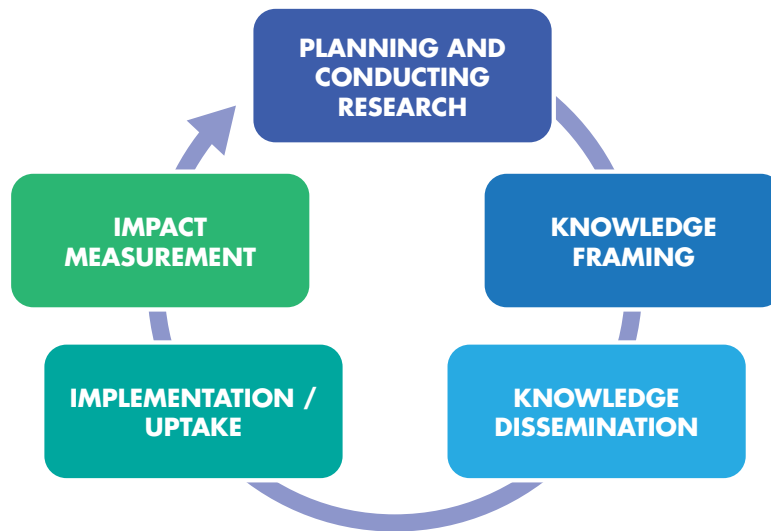 PLANNING AND
CONDUCTING
RESEARCH
KNOWLEDGE
FRAMING
KNOWLEDGE
DISSEMINATION
IMPLEMENTATION /
UPTAKE
IMPACT
MEASUREMENT